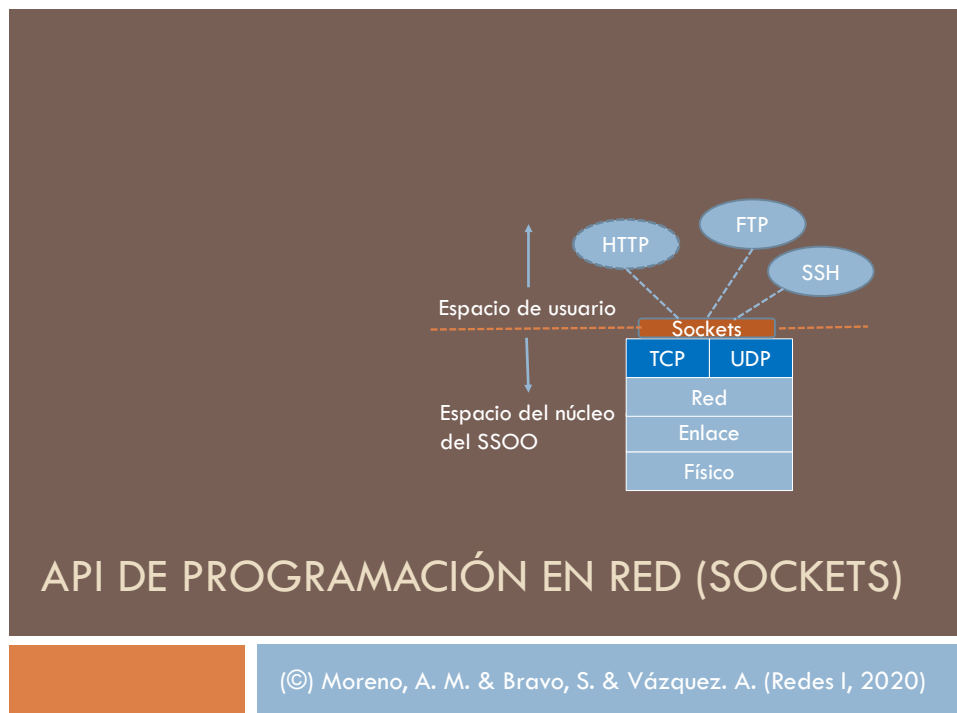 HTTP
FTP
SSH
Espacio de usuario
Sockets
TCP
UDP
Red
Enlace
Físico
Espacio del núcleo
del SSOO
API DE PROGRAMACIÓN EN RED (SOCKETS)
(©) Moreno, A. M. & Bravo, S. & Vázquez. A. (Redes I, 2020)